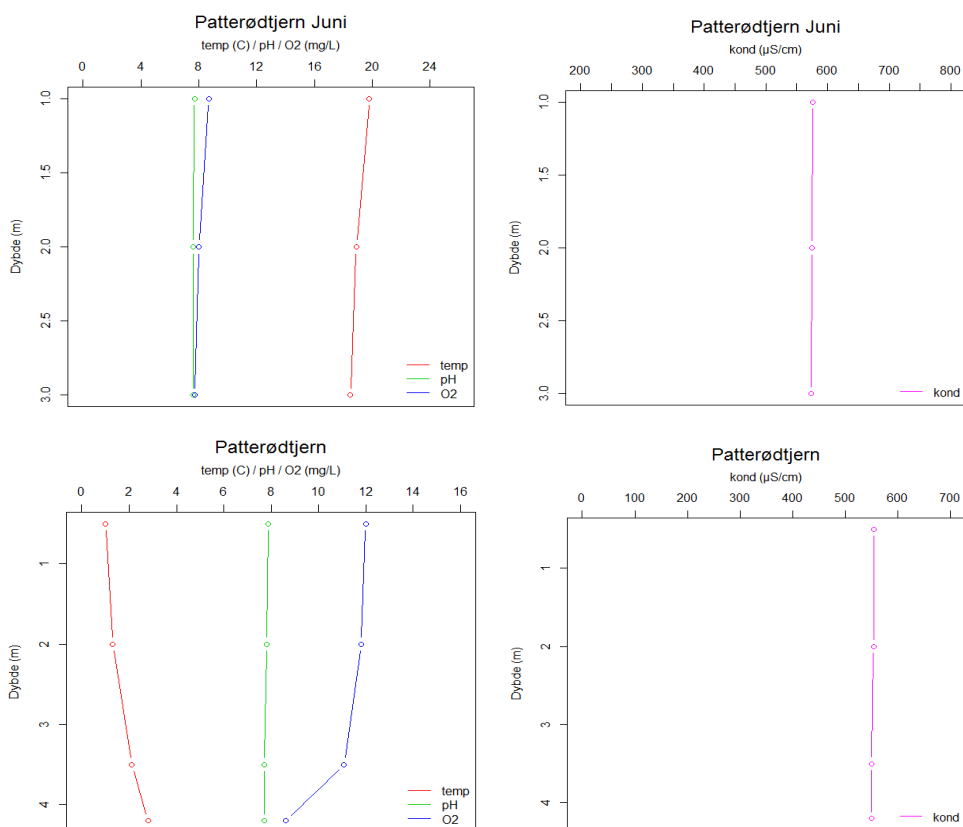 Patterødtjern Juni
temp (C) / pH / O2 (mg/L)
0 4 8 12 16 20 24
1.0
1.5
2.0
2.5
3.0
Dybde (m)
temp
pH
O2
Patterødtjern Juni
kond (µS/cm)
200 300 400 500 600 700 800
1.0
1.5
2.0
2.5
3.0
Dybde (m)
kond
Patterødtjern
temp (C) / pH / O2 (mg/L)
0 2 4 6 8 10 12 14 16
1
2
3
4
Dybde (m)
temp
pH
O2
Patterødtjern
kond (µS/cm)
0 100 200 300 400 500 600 700
1
2
3
4
Dybde (m)
kond